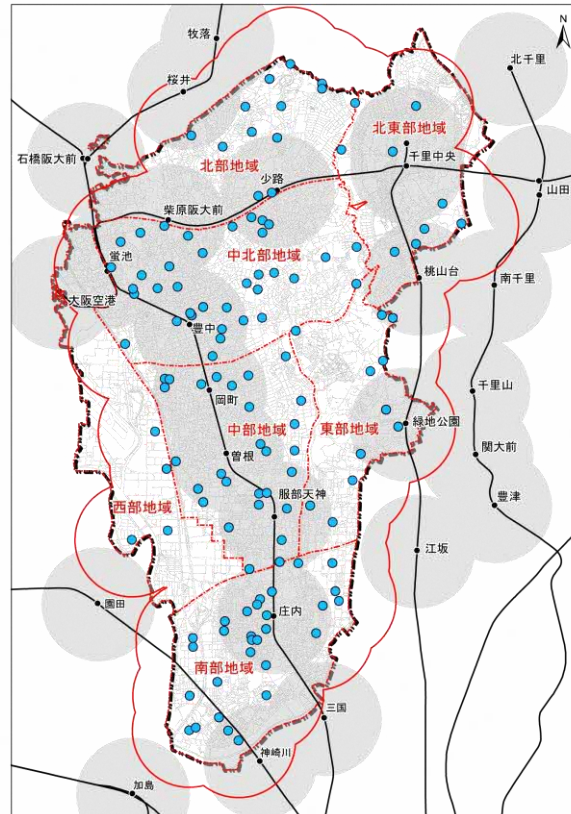 牧落
N
桜井
北千里
石橋阪大前
北東部地域
千里中央
北部地域
少路
山田
柴原阪大前
中北部地域
蛍池
桃山台
南千里
大阪空港
豊中
岡町
千里山
中部地域
東部地域
緑地公園
曽根
関大前
西部地域
服部天神
豊津
江坂
園田
庄内
南部地域
三国
神崎川
加島